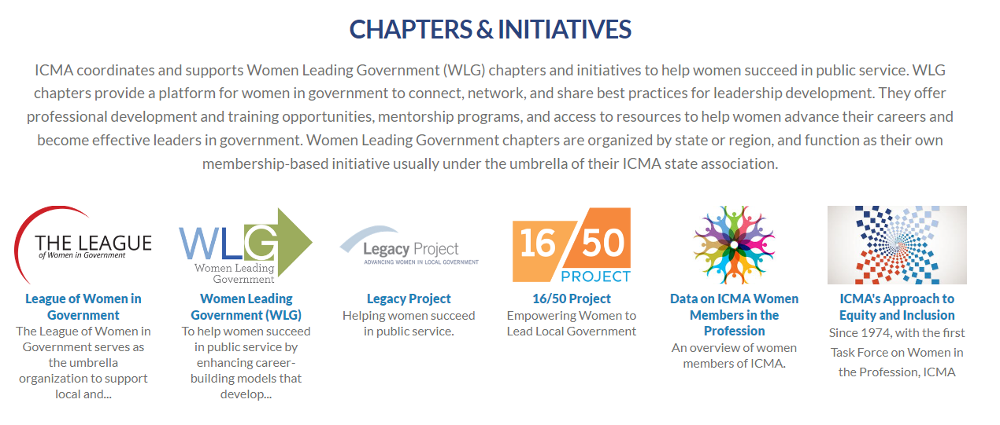 CHAPTERS & INITIATIVES
ICMA coordinates and supports Women Leading Government (WLG) chapters and initiatives to help women succeed in public service. WLG
chapters provide a platform for women in government to connect, network, and share best practices for leadership development. They offer
professional development and training opportunities, mentorship programs, and access to resources to help women advance their careers and
become effective leaders in government. Women Leading Government chapters are organized by state or region, and function as their own
membership-based initiative usually under the umbrella of their ICMA state association.
THE LEAGUE
of Women in Government
League of Women in
Government
The League of Women in
Government serves as
the umbrella
organization to support
local and...
WLG
Women Leading
Government
Women Leading
Government (WLG)
To help women succeed
in public service by
enhancing career-
building models that
develop...
Legacy Project
ADVANCING WOMEN IN LOCAL GOVERNMENT
Legacy Project
Helping women succeed
in public service.
16/50
PROJECT
16/50 Project
Empowering Women to
Lead Local Government
Data on ICMA Women
Members in the
Profession
An overview of women
members of ICMA.
ICMA's Approach to
Equity and Inclusion
Since 1974, with the first
Task Force on Women in
the Profession, ICMA